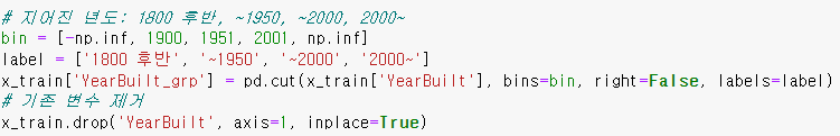 # 지어진 년도: 1800 후반, ~1950, ~2000, 2000~
bin = [-np.inf, 1900, 1951, 2001, np.inf]
label = ['1800 후반', '~1950', '~2000', '2000~']
x_train['YearBuilt_grp'] = pd.cut(x_train['YearBuilt'], bins=bin, right=False, labels=label)
# 기존 변수 제거
x_train.drop('YearBuilt', axis=1, inplace=True)